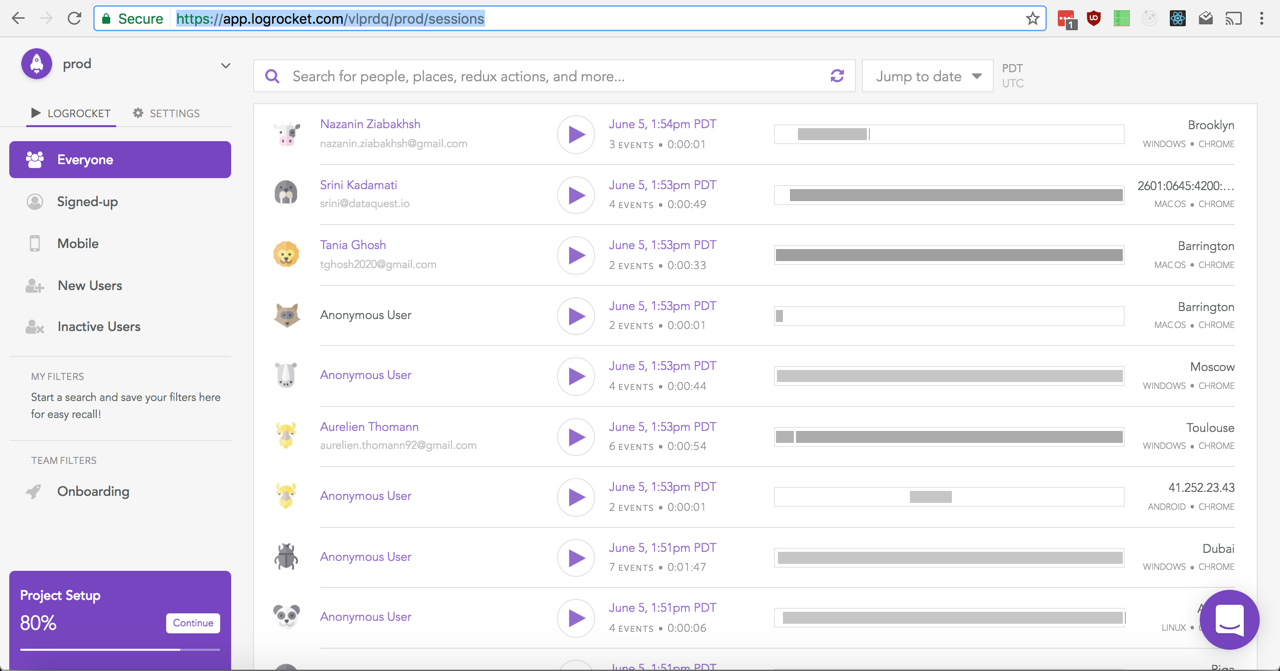 Secure https://app.logrocket.com/vlprdq/prod/sessions
1
prod
Search for people, places, redux actions, and more...
Jump to date
PDT
UTC
LOGROCKET
SETTINGS
Everyone
Signed-up
Mobile
New Users
Inactive Users
MY FILTERS
Start a search and save your filters here
for easy recall!
TEAM FILTERS
Onboarding
Project Setup
80%
Continue
Nazanin Ziabakhsh June 5, 1:54pm PDT Brooklyn
nazanin.ziabakhsh@gmail.com 3 EVENTS • 0:00:01 WINDOWS • CHROME
Srini Kadamati June 5, 1:53pm PDT 2601:0645:4200:...
srini@dataquest.io 4 EVENTS • 0:00:49 MACOS • CHROME
Tania Ghosh June 5, 1:53pm PDT Barrington
tghosh2020@gmail.com 2 EVENTS • 0:00:33 MACOS • CHROME
Anonymous User June 5, 1:53pm PDT Barrington
2 EVENTS • 0:00:01 MACOS • CHROME
Anonymous User June 5, 1:53pm PDT Moscow
4 EVENTS • 0:00:44 WINDOWS • CHROME
Aurelien Thomann June 5, 1:53pm PDT Toulouse
aurelien.thomann92@gmail.com 6 EVENTS • 0:00:54 WINDOWS • CHROME
Anonymous User June 5, 1:53pm PDT 41.252.23.43
2 EVENTS • 0:00:01 ANDROID • CHROME
Anonymous User June 5, 1:51pm PDT Dubai
7 EVENTS • 0:01:47 WINDOWS • CHROME
Anonymous User June 5, 1:51pm PDT
4 EVENTS • 0:00:06 LINUX •
June 5, 1:51pm PDT Riga